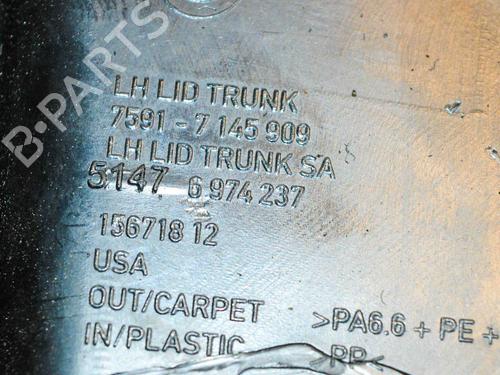 B-PARTS
LH LID TRUNK
7591 - 7 145 909
LH LID TRUNK SA
5147 6 974 237
156718 12
USA
OUT/CARPET >PA6.6 + PE +
IN/PLASTIC PP<